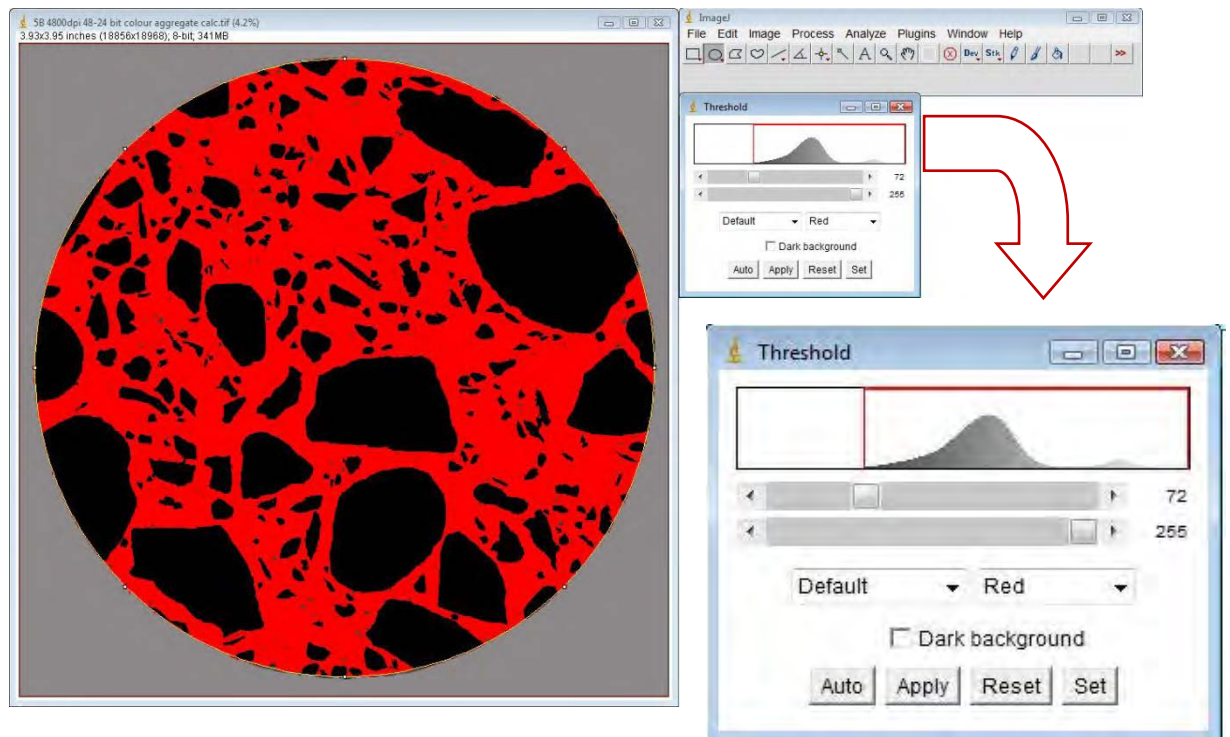 5B 4800dpi 48-24 bit colour aggregate calc.tif (4.2%)
3.93x3.95 inches (18856x18968); 8-bit; 341MB
ImageJ
File Edit Image Process Analyze Plugins Window Help
A Dev Stk >>
Threshold
72
255
Default Red
Dark background
Auto Apply Reset Set
Threshold
72
255
Default Red
Dark background
Auto Apply Reset Set